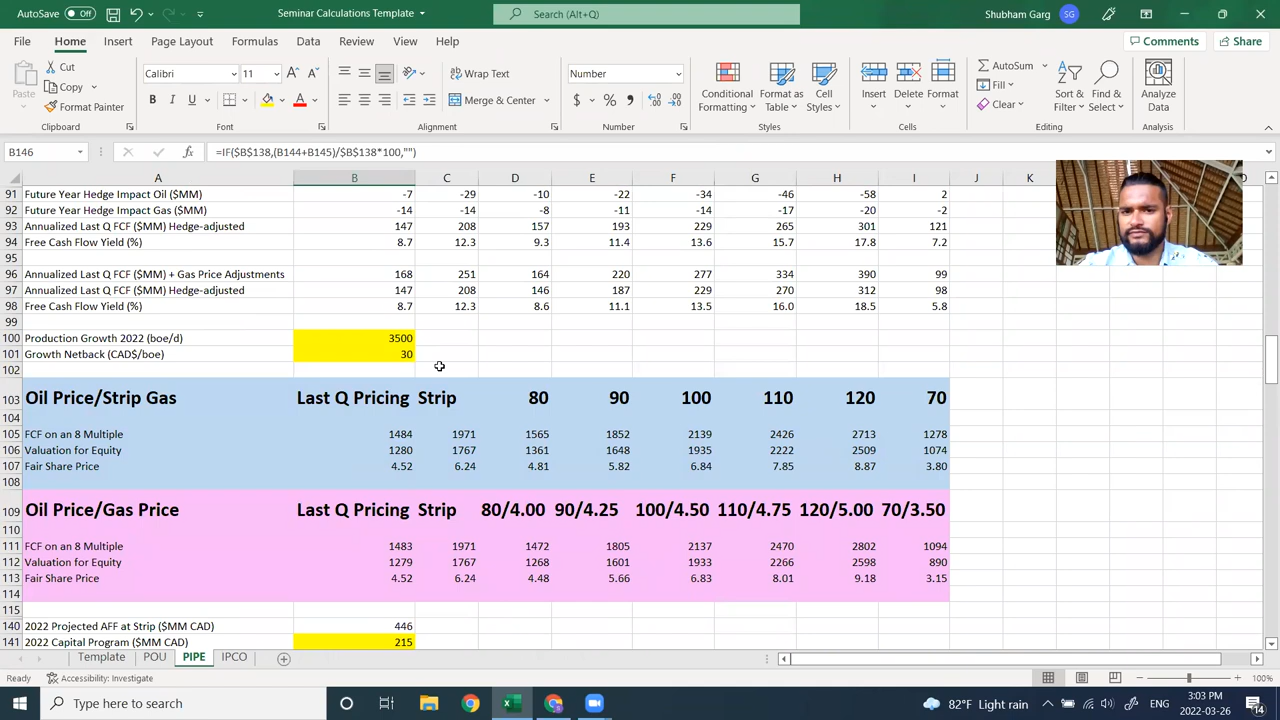 AutoSave Off Seminar Calculations Template Search (Alt+Q) Shubham Garg SG
File Home Insert Page Layout Formulas Data Review View Help Comments Share
Paste Cut Copy Format Painter Clipboard
Calibri 11 Font
Wrap Text Merge & Center Alignment
Number $ % Number
Conditional Formatting Format as Table Cell Styles Styles
Insert Delete Format Cells
AutoSum Fill Clear Sort & Filter Find & Select Editing
Analyze Data Analysis
B146 fx =IF($B$138,(B144+B145)/$B$138*100,"")
A B C D E F G H I J K
91 Future Year Hedge Impact Oil ($MM) -7 -29 -10 -22 -34 -46 -58 2
92 Future Year Hedge Impact Gas ($MM) -14 -14 -8 -11 -14 -17 -20 -2
93 Annualized Last Q FCF ($MM) Hedge-adjusted 147 208 157 193 229 265 301 121
94 Free Cash Flow Yield (%) 8.7 12.3 9.3 11.4 13.6 15.7 17.8 7.2
95
96 Annualized Last Q FCF ($MM) + Gas Price Adjustments 168 251 164 220 277 334 390 99
97 Annualized Last Q FCF ($MM) Hedge-adjusted 147 208 146 187 229 270 312 98
98 Free Cash Flow Yield (%) 8.7 12.3 8.6 11.1 13.5 16.0 18.5 5.8
99
100 Production Growth 2022 (boe/d) 3500
101 Growth Netback (CAD$/boe) 30
102
103 Oil Price/Strip Gas Last Q Pricing Strip 80 90 100 110 120 70
104
105 FCF on an 8 Multiple 1484 1971 1565 1852 2139 2426 2713 1278
106 Valuation for Equity 1280 1767 1361 1648 1935 2222 2509 1074
107 Fair Share Price 4.52 6.24 4.81 5.82 6.84 7.85 8.87 3.80
108
109 Oil Price/Gas Price Last Q Pricing Strip 80/4.00 90/4.25 100/4.50 110/4.75 120/5.00 70/3.50
110
111 FCF on an 8 Multiple 1483 1971 1472 1805 2137 2470 2802 1094
112 Valuation for Equity 1279 1767 1268 1601 1933 2266 2598 890
113 Fair Share Price 4.52 6.24 4.48 5.66 6.83 8.01 9.18 3.15
114
115
140 2022 Projected AFF at Strip ($MM CAD) 446
141 2022 Capital Program ($MM CAD) 215
Template POU PIPE IPCO
Ready Accessibility: Investigate 100%
Type here to search 82°F Light rain ENG 3:03 PM 2022-03-26 14